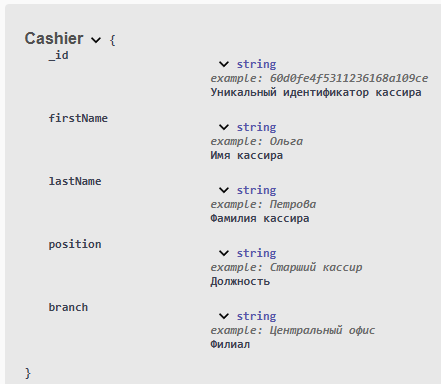 Cashier {
_id
string
example: 60d0fe4f5311236168a109ce
Уникальный идентификатор кассира
firstName
string
example: Ольга
Имя кассира
lastName
string
example: Петрова
Фамилия кассира
position
string
example: Старший кассир
Должность
branch
string
example: Центральный офис
Филиал
}